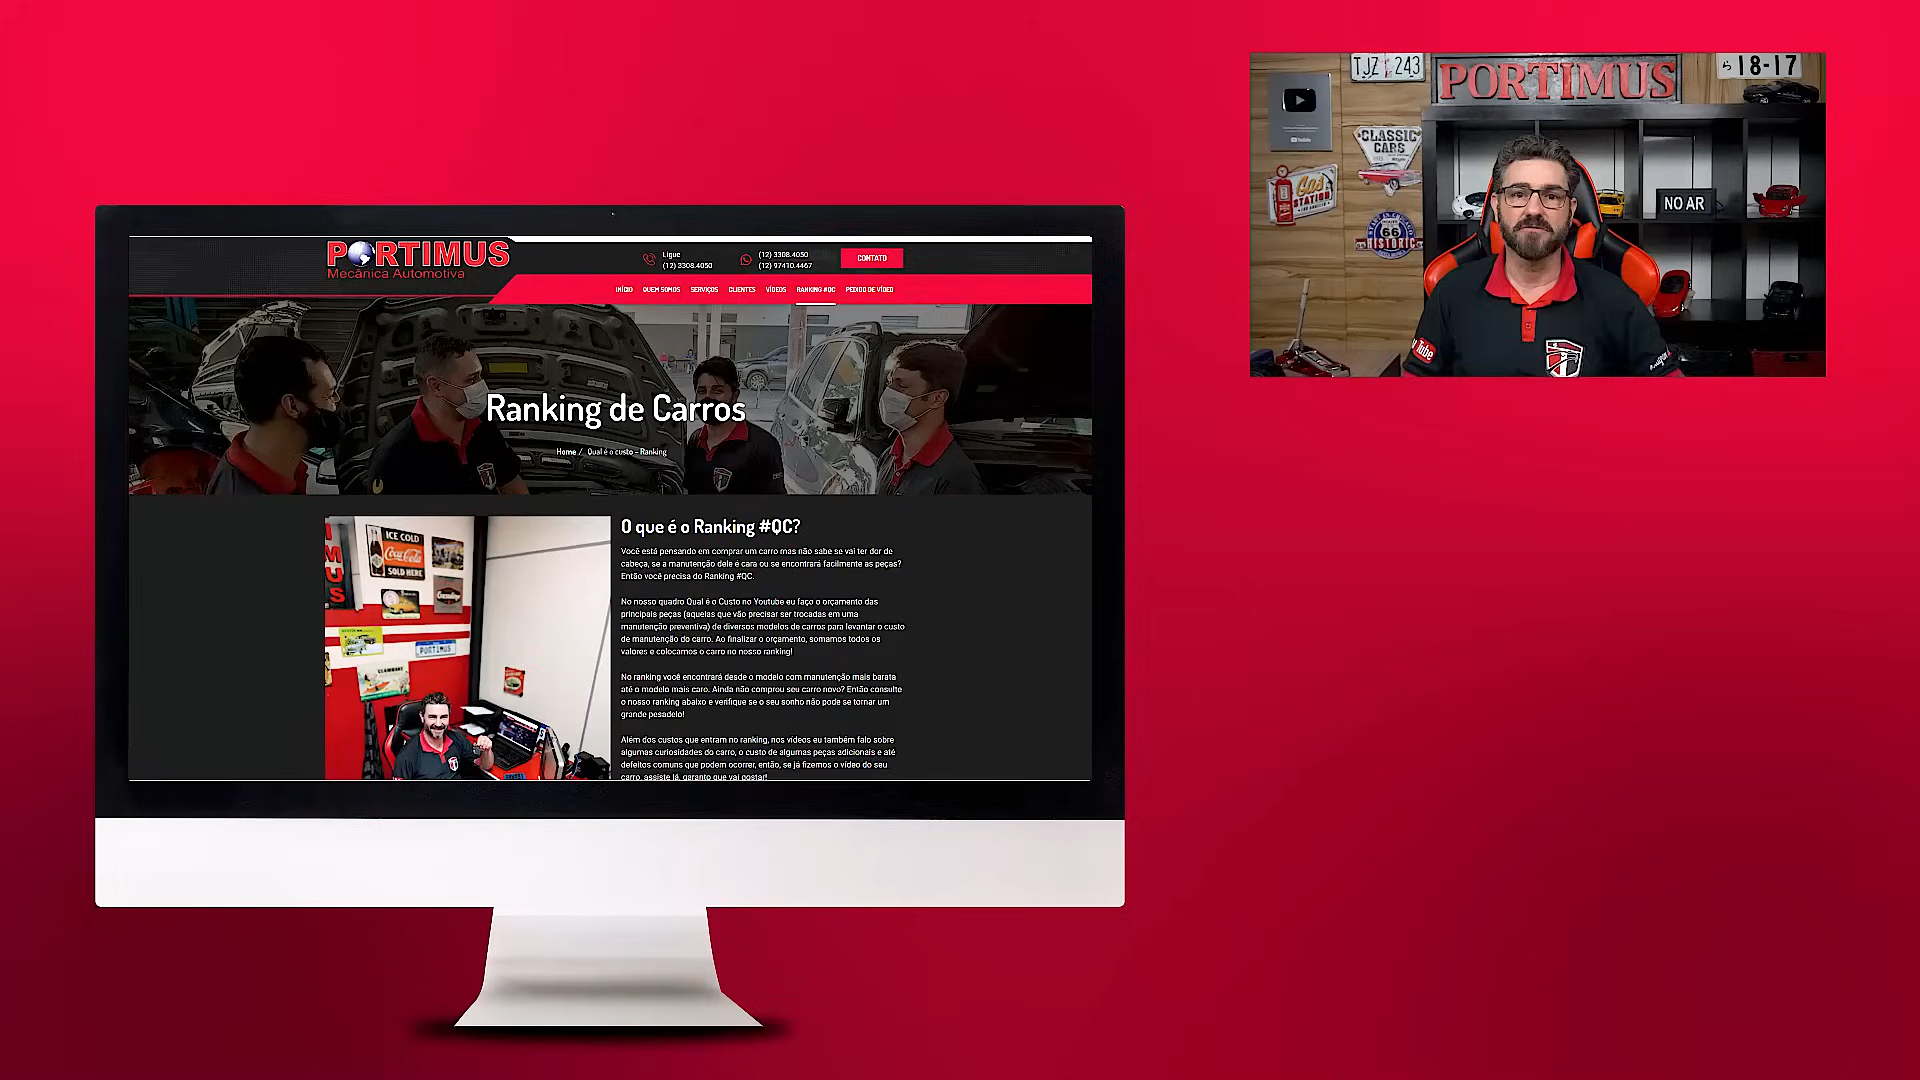 PORTIMUS
Mecânica Automotiva
Ligue
(12) 3308.4050
(12) 3308.4050
(12) 97410.4467
CONTATO
INÍCIO QUEM SOMOS SERVIÇOS CLIENTES VÍDEOS RANKING #QC PEDIDO DE VÍDEO
Ranking de Carros
Home / Qual é o custo – Ranking
O que é o Ranking #QC?
Você está pensando em comprar um carro mas não sabe se vai ter dor de
cabeça, se a manutenção dele é cara ou se encontrará facilmente as peças?
Então você precisa do Ranking #QC.
No nosso quadro Qual é o Custo no Youtube eu faço o orçamento das
principais peças (aquelas que vão precisar ser trocadas em uma
manutenção preventiva) de diversos modelos de carros para levantar o custo
de manutenção do carro. Ao finalizar o orçamento, somamos todos os
valores e colocamos o carro no nosso ranking!
No ranking você encontrará desde o modelo com manutenção mais barata
até o modelo mais caro. Ainda não comprou seu carro novo? Então consulte
o nosso ranking abaixo e verifique se o seu sonho não pode se tornar um
grande pesadelo!
Além dos custos que entram no ranking, nos vídeos eu também falo sobre
algumas curiosidades do carro, o custo de algumas peças adicionais e até
defeitos comuns que podem ocorrer, então, se já fizemos o vídeo do seu
carro, assiste lá, garanto que vai gostar!
ICE COLD
Coca-Cola
SOLD HERE
PORTIMUS
TJZ 243
PORTIMUS
18-17
CLASSIC
CARS
Gas
STATION
66
HISTORIC
NO AR
YouTube